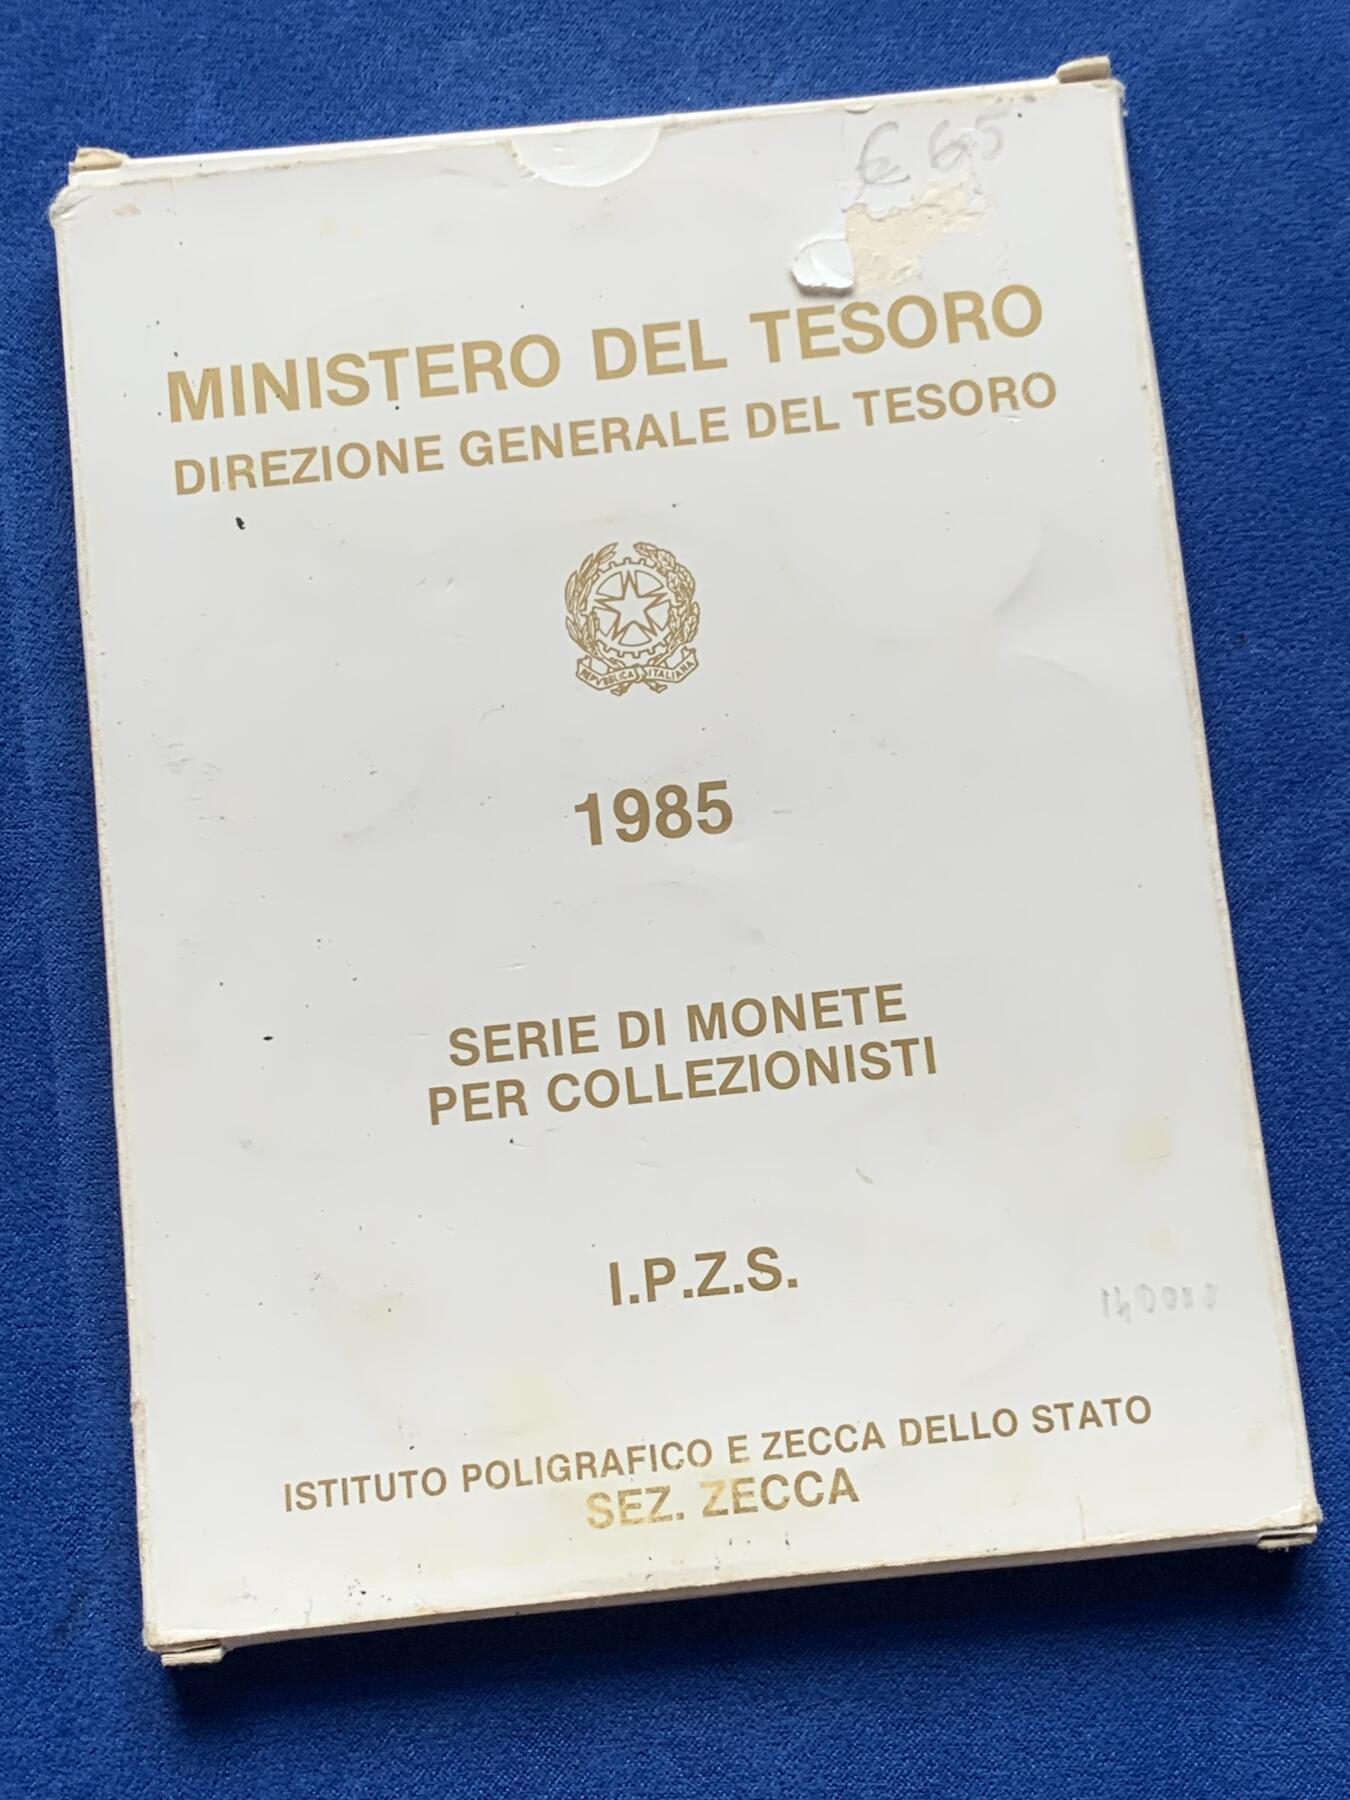 € 65
MINISTERO DEL TESORO
DIREZIONE GENERALE DEL TESORO
REPVBBLICA ITALIANA
1985
SERIE DI MONETE
PER COLLEZIONISTI
I.P.Z.S.
ISTITUTO POLIGRAFICO E ZECCA DELLO STATO
SEZ. ZECCA